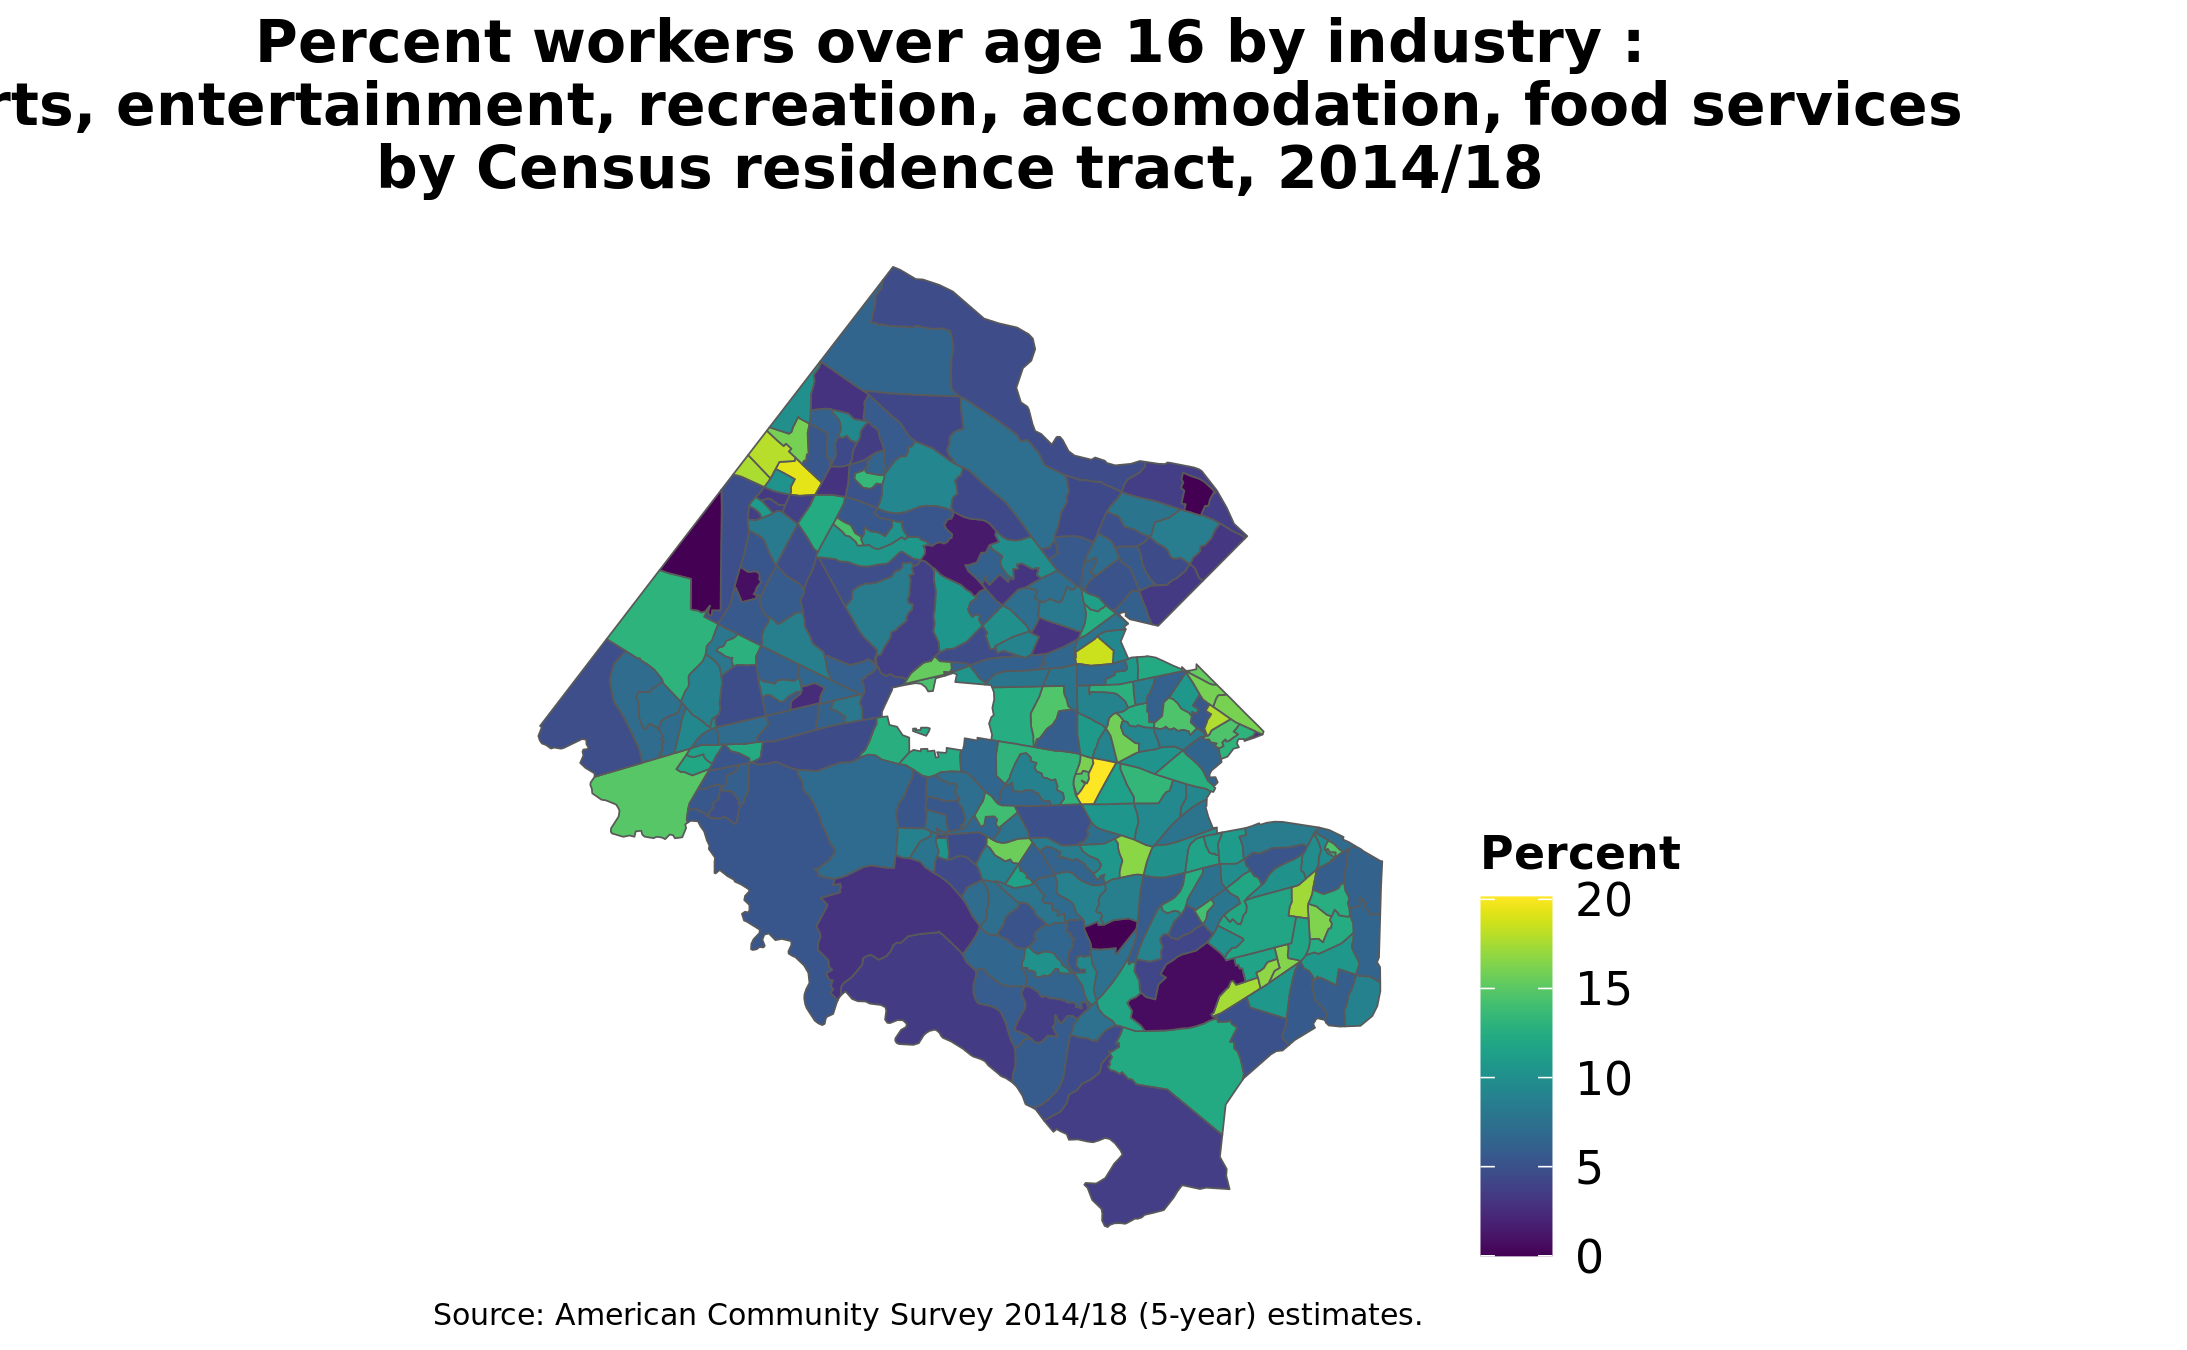 Percent workers over age 16 by industry :
rts, entertainment, recreation, accomodation, food services
by Census residence tract, 2014/18
Percent
20
15
10
5
0
Source: American Community Survey 2014/18 (5-year) estimates.